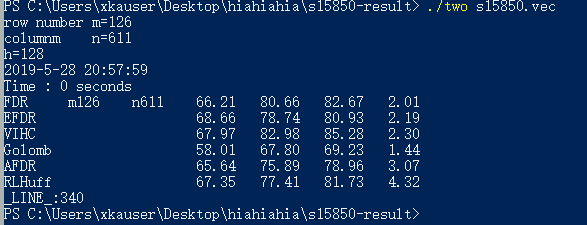 PS C:\Users\xkauser\Desktop\hiahiahia\s15850-result> ./two s15850.vec
row number m=126
columnm n=611
h=128
2019-5-28 20:57:59
Time : 0 seconds
FDR m126 n611 66.21 80.66 82.67 2.01
EFDR 68.66 78.74 80.93 2.19
VIHC 67.97 82.98 85.28 2.30
Golomb 58.01 67.80 69.23 1.44
AFDR 65.64 75.89 78.96 3.07
RLHuff 67.35 77.41 81.73 4.32
_LINE_:340
PS C:\Users\xkauser\Desktop\hiahiahia\s15850-result>